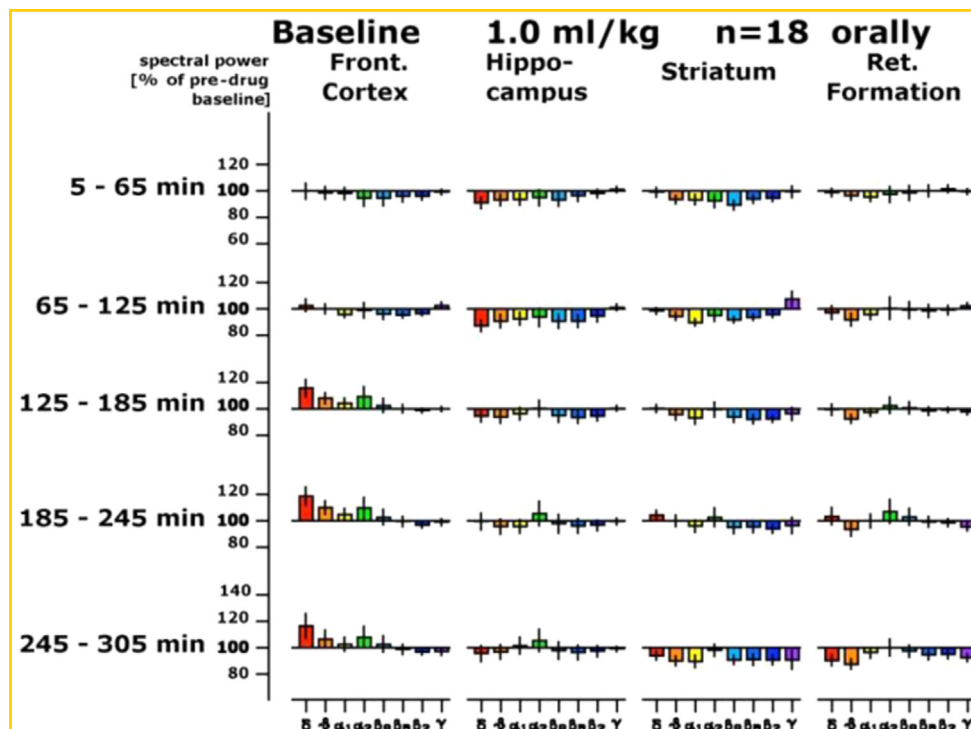 Baseline 1.0 ml/kg n=18 orally
spectral power
[% of pre-drug
baseline]
Front.
Cortex
Hippo-
campus
Striatum
Ret.
Formation
120
5 - 65 min 100
80
60
120
65 - 125 min 100
80
120
125 - 185 min 100
80
120
185 - 245 min 100
80
140
120
245 - 305 min 100
80